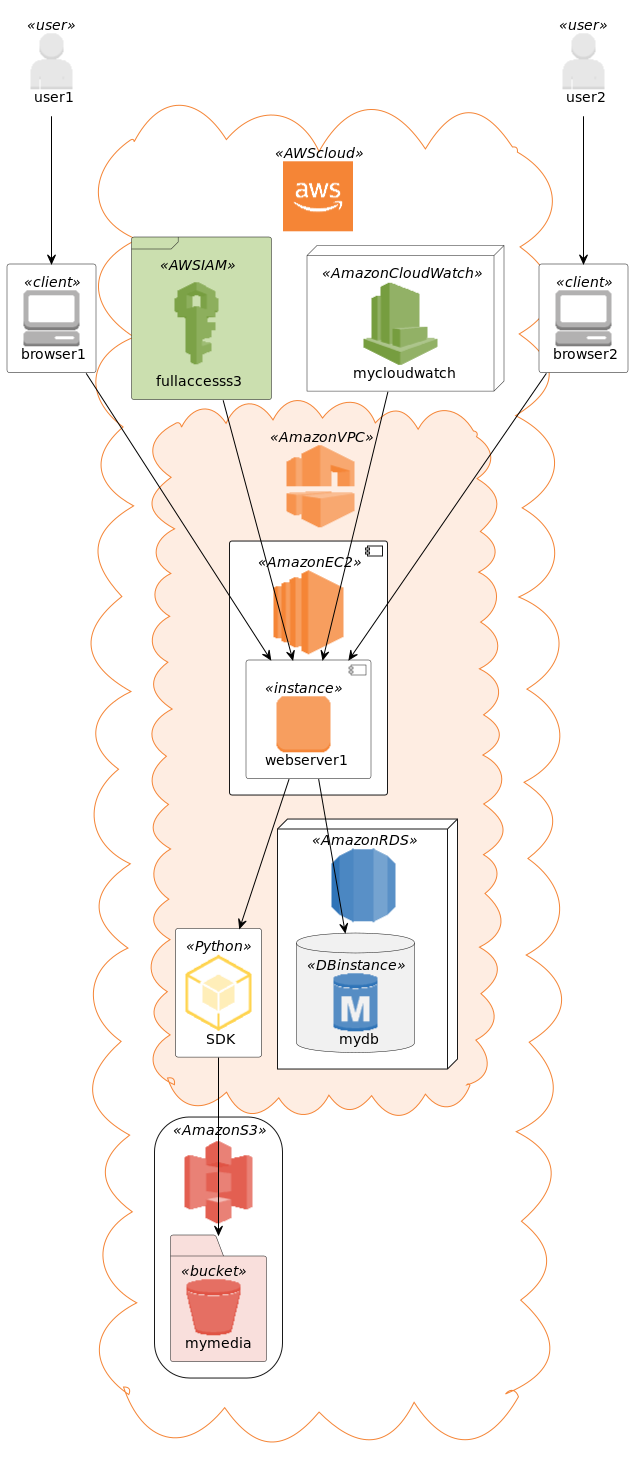 «user»
user1
«user»
user2
«AWScloud»
aws
«client»
browser1
«AWSIAM»
fullaccesss3
«AmazonCloudWatch»
mycloudwatch
«client»
browser2
«AmazonVPC»
«AmazonEC2»
«instance»
webserver1
«AmazonRDS»
«Python»
SDK
«DBinstance»
M
mydb
«AmazonS3»
«bucket»
mymedia